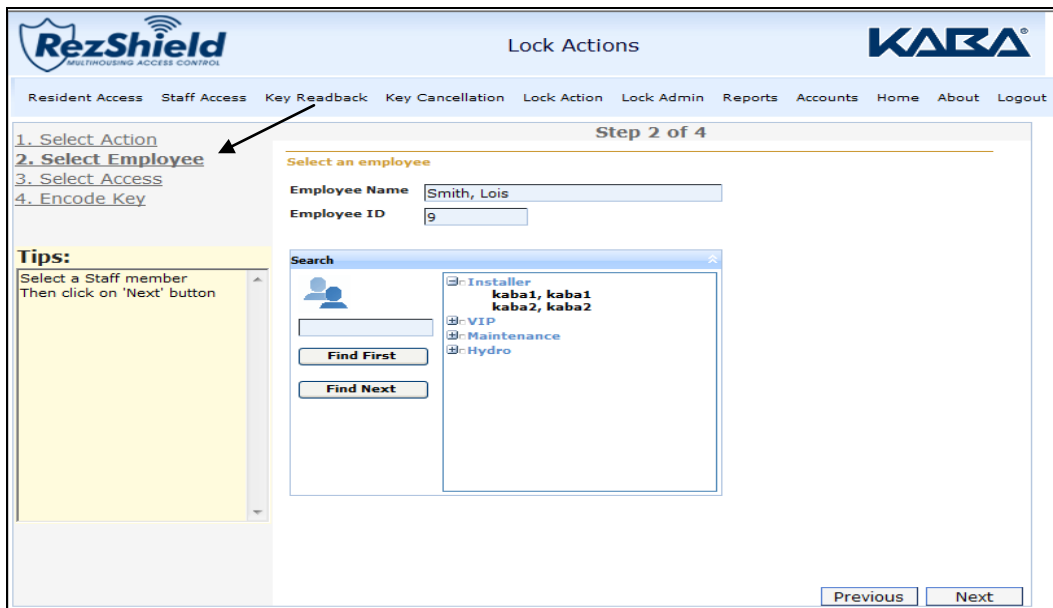 RezShield
MULTIHOUSING ACCESS CONTROL
Lock Actions
KABA®
Resident Access Staff Access Key Readback Key Cancellation Lock Action Lock Admin Reports Accounts Home About Logout
1. Select Action
2. Select Employee
3. Select Access
4. Encode Key
Tips:
Select a Staff member
Then click on 'Next' button
Step 2 of 4
Select an employee
Employee Name Smith, Lois
Employee ID 9
Search
Find First
Find Next
Installer
kaba1, kaba1
kaba2, kaba2
VIP
Maintenance
Hydro
Previous Next